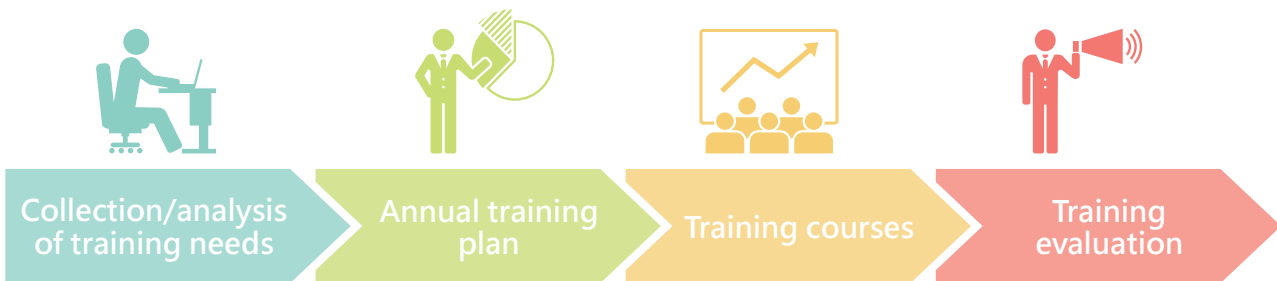 Collection/analysis
of training needs
Annual training
plan
Training courses
Training
evaluation